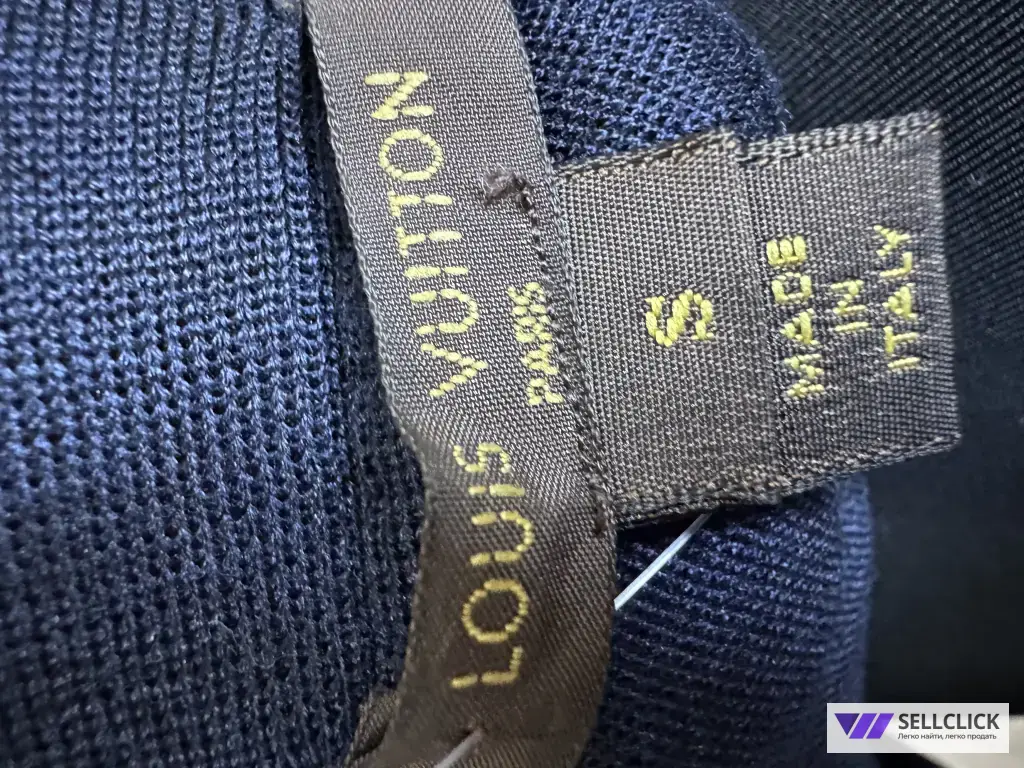 LOUIS VUITTON
PARIS
S
MADE
IN
ITALY
SELLCLICK
Легко найти, легко продать